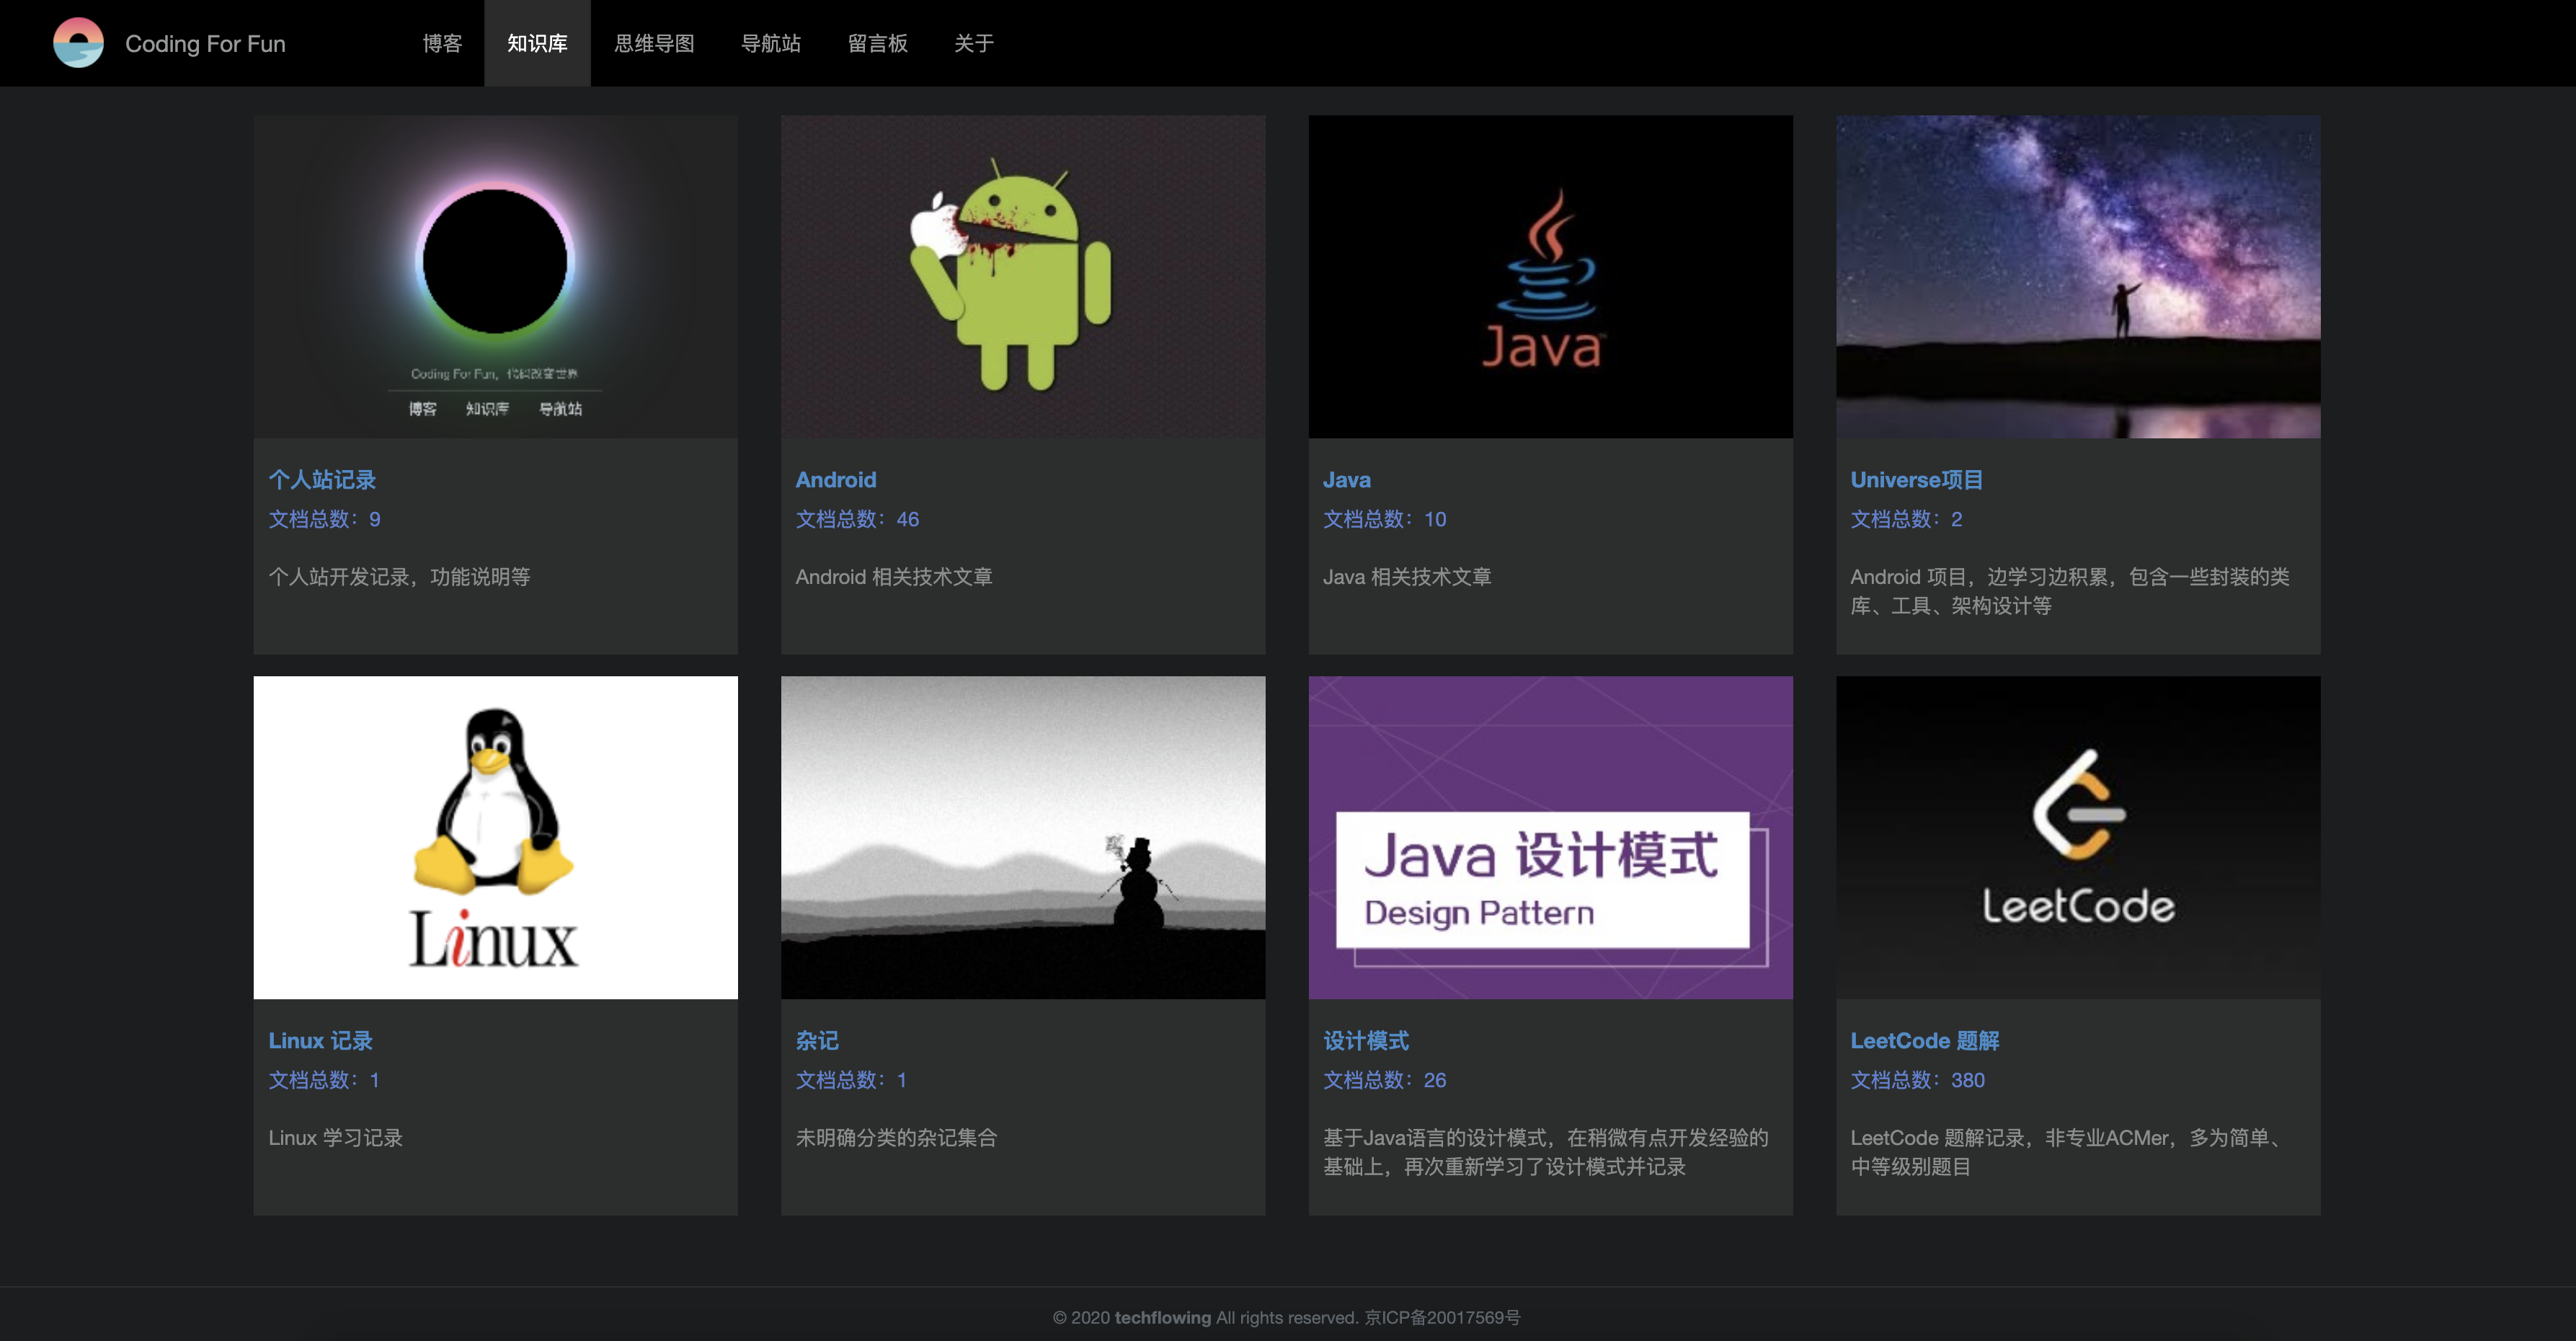 Coding For Fun
博客
知识库
思维导图
导航站
留言板
关于
Coding For Fun，代码改变世界
博客 知识库 导航站
个人站记录
文档总数：9
个人站开发记录，功能说明等
Android
文档总数：46
Android 相关技术文章
Java
Java
文档总数：10
Java 相关技术文章
Universe项目
文档总数：2
Android 项目，边学习边积累，包含一些封装的类
库、工具、架构设计等
Linux
Linux 记录
文档总数：1
Linux 学习记录
杂记
文档总数：1
未明确分类的杂记集合
Java 设计模式
Design Pattern
设计模式
文档总数：26
基于Java语言的设计模式，在稍微有点开发经验的
基础上，再次重新学习了设计模式并记录
LeetCode
LeetCode 题解
文档总数：380
LeetCode 题解记录，非专业ACMer，多为简单、
中等级别题目
© 2020 techflowing All rights reserved. 京ICP备20017569号